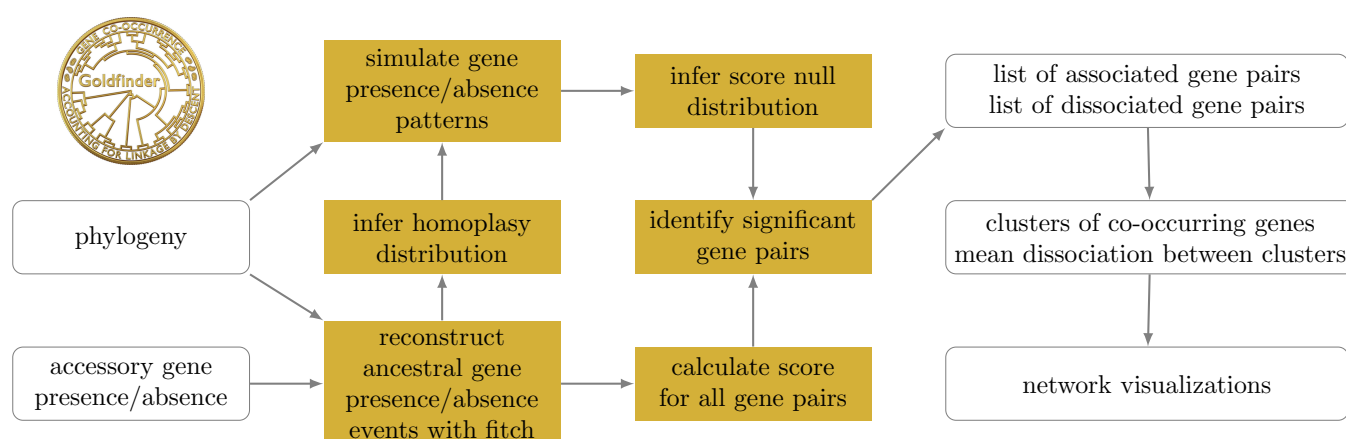 GENE CO-OCCURRENCE
Goldfinder
ACCOUNTING FOR LINKAGE BY DESCENT
simulate gene
presence/absence
patterns
infer score null
distribution
list of associated gene pairs
list of dissociated gene pairs
phylogeny
infer homoplasy
distribution
identify significant
gene pairs
clusters of co-occurring genes
mean dissociation between clusters
accessory gene
presence/absence
reconstruct
ancestral gene
presence/absence
events with fitch
calculate score
for all gene pairs
network visualizations